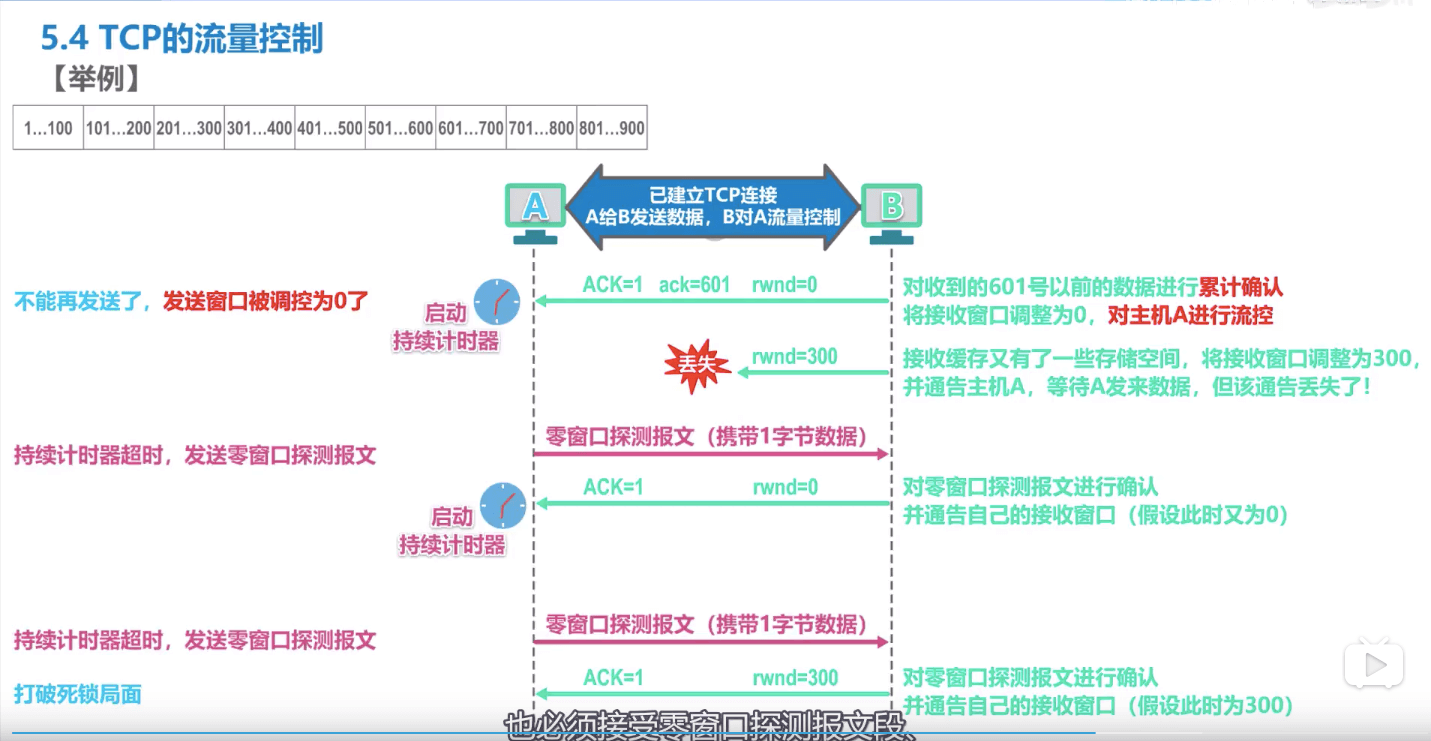 5.4 TCP的流量控制
【举例】
1…100 101…200 201…300 301…400 401…500 501…600 601…700 701…800 801…900
A
已建立TCP连接
A给B发送数据，B对A流量控制
B
不能再发送了，发送窗口被调控为0了
启动
持续计时器
ACK=1 ack=601 rwnd=0
对收到的601号以前的数据进行累计确认
将接收窗口调整为0，对主机A进行流控
丢失
rwnd=300
接收缓存又有了一些存储空间，将接收窗口调整为300，
并通告主机A，等待A发来数据，但该通告丢失了！
持续计时器超时，发送零窗口探测报文
零窗口探测报文（携带1字节数据）
启动
持续计时器
ACK=1 rwnd=0
对零窗口探测报文进行确认
并通告自己的接收窗口（假设此时又为0）
持续计时器超时，发送零窗口探测报文
零窗口探测报文（携带1字节数据）
打破死锁局面
ACK=1 rwnd=300
对零窗口探测报文进行确认
并通告自己的接收窗口（假设此时为300）
也必须接受零窗口探测报文段、